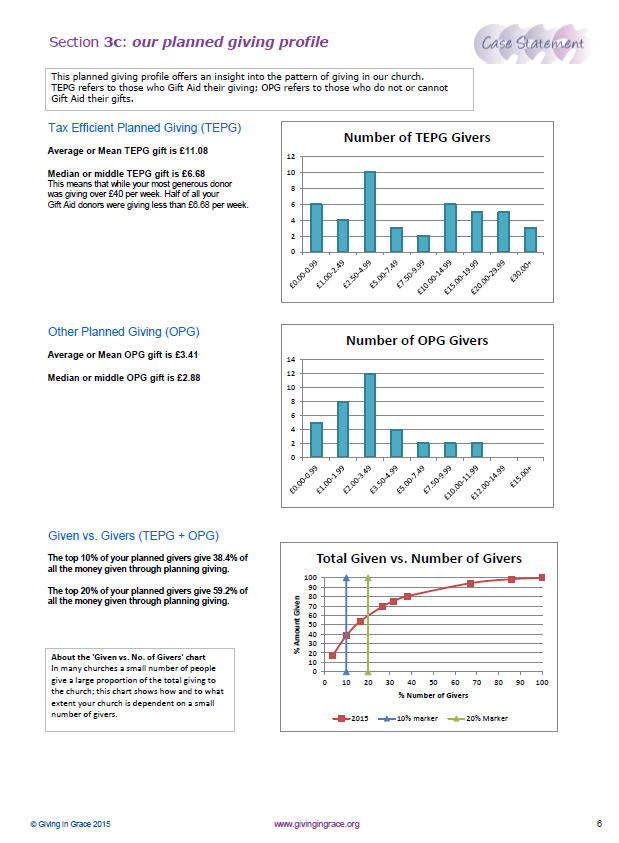 Section 3c: our planned giving profile
Case Statement
This planned giving profile offers an insight into the pattern of giving in our church.
TEPG refers to those who Gift Aid their giving; OPG refers to those who do not or cannot
Gift Aid their gifts.
Tax Efficient Planned Giving (TEPG)
Average or Mean TEPG gift is £11.08
Median or middle TEPG gift is £6.68
This means that while your most generous donor
was giving over £40 per week. Half of all your
Gift Aid donors were giving less than £6.68 per week.
Number of TEPG Givers
12
10
8
6
4
2
0
£0.00-0.99
£1.00-2.49
£2.50-4.99
£5.00-7.49
£7.50-9.99
£10.00-14.99
£15.00-19.99
£20.00-29.99
£30.00+
Other Planned Giving (OPG)
Average or Mean OPG gift is £3.41
Median or middle OPG gift is £2.88
Number of OPG Givers
14
12
10
8
6
4
2
0
£0.00-0.99
£1.00-1.99
£2.00-3.49
£3.50-4.99
£5.00-7.49
£7.50-9.99
£10.00-11.99
£12.00-14.99
£15.00+
Given vs. Givers (TEPG + OPG)
The top 10% of your planned givers give 38.4% of
all the money given through planning giving.
The top 20% of your planned givers give 59.2% of
all the money given through planning giving.
About the 'Given vs. No. of Givers' chart
In many churches a small number of people
give a large proportion of the total giving to
the church; this chart shows how and to what
extent your church is dependent on a small
number of givers.
Total Given vs. Number of Givers
% Amount Given
100
90
80
70
60
50
40
30
20
10
0
0 10 20 30 40 50 60 70 80 90 100
% Number of Givers
2015 10% marker 20% Marker
© Giving in Grace 2015
www.givingingrace.org
6